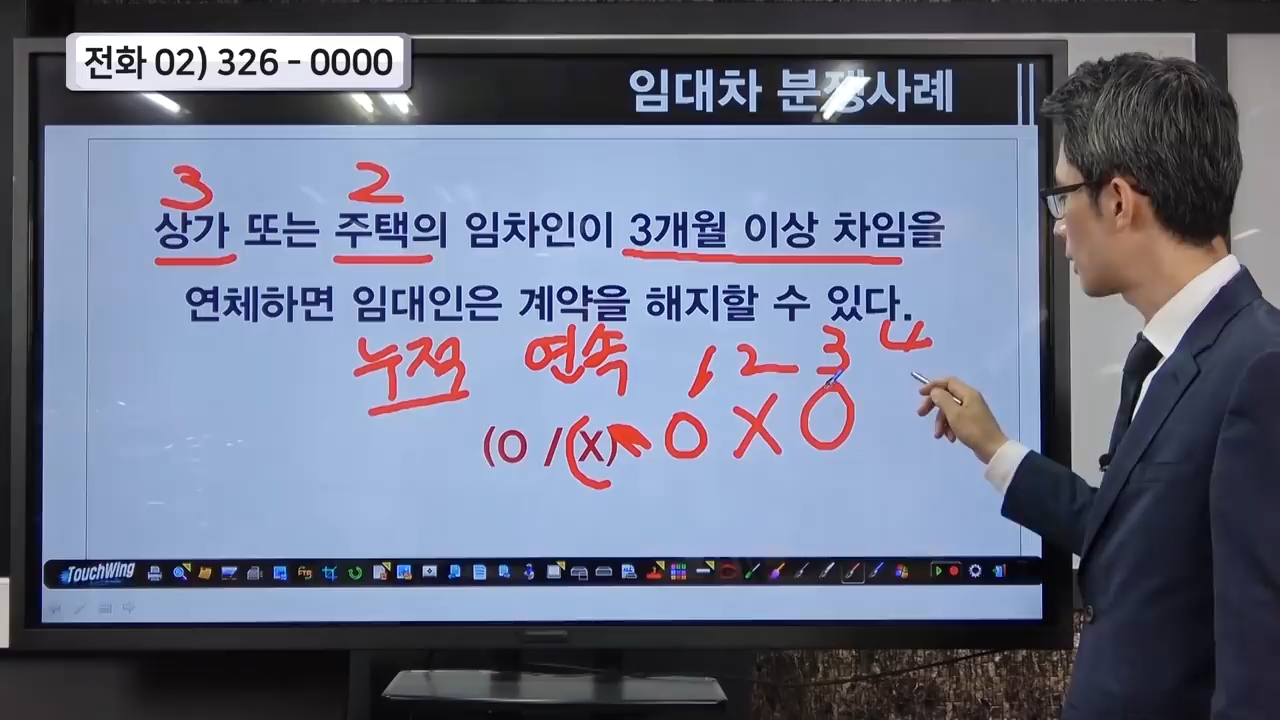 전화 02) 326 - 0000
임대차 분쟁사례
3 2
상가 또는 주택의 임차인이 3개월 이상 차임을
연체하면 임대인은 계약을 해지할 수 있다.
누적 연속 1 2 3 4
(O / X) O X O
TouchWing